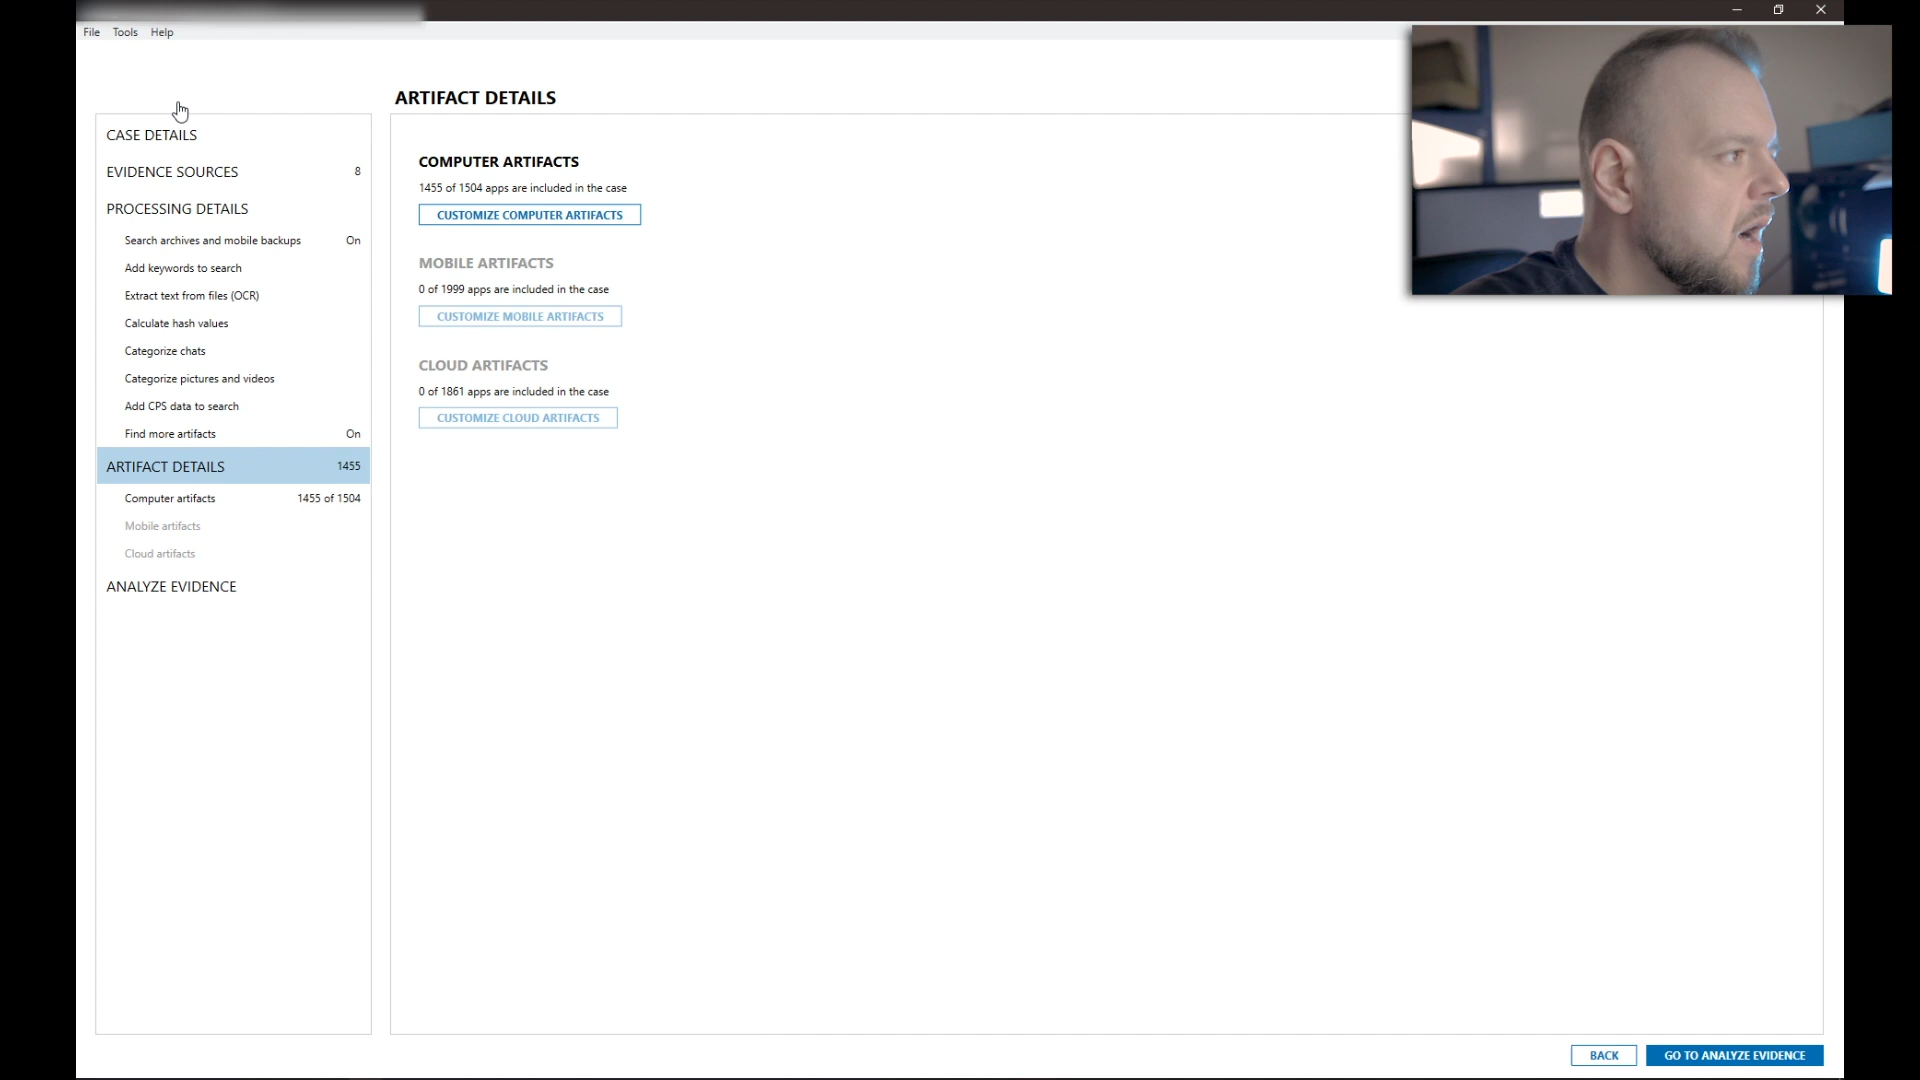 File Tools Help
ARTIFACT DETAILS
CASE DETAILS
EVIDENCE SOURCES 8
PROCESSING DETAILS
Search archives and mobile backups On
Add keywords to search
Extract text from files (OCR)
Calculate hash values
Categorize chats
Categorize pictures and videos
Add CPS data to search
Find more artifacts On
ARTIFACT DETAILS 1455
Computer artifacts 1455 of 1504
Mobile artifacts
Cloud artifacts
ANALYZE EVIDENCE
COMPUTER ARTIFACTS
1455 of 1504 apps are included in the case
CUSTOMIZE COMPUTER ARTIFACTS
MOBILE ARTIFACTS
0 of 1999 apps are included in the case
CUSTOMIZE MOBILE ARTIFACTS
CLOUD ARTIFACTS
0 of 1861 apps are included in the case
CUSTOMIZE CLOUD ARTIFACTS
BACK GO TO ANALYZE EVIDENCE